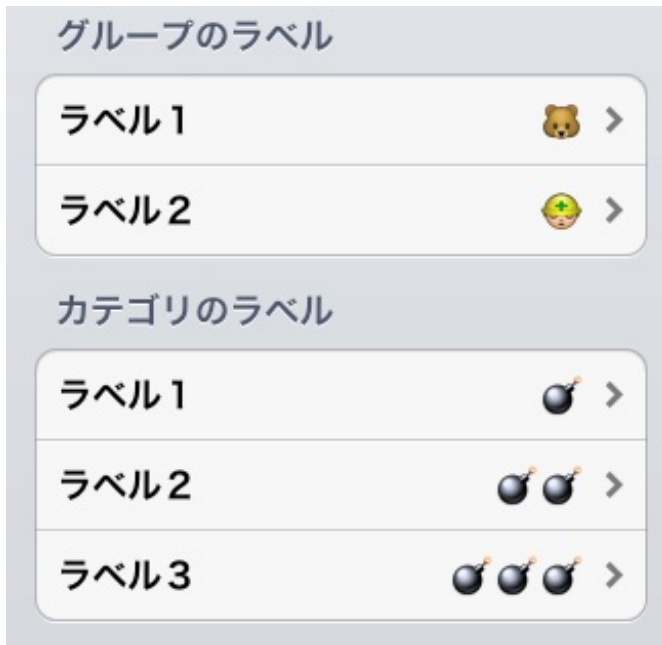 グループのラベル
ラベル1 🐻
ラベル2 👷
カテゴリのラベル
ラベル1 💣
ラベル2 💣💣
ラベル3 💣💣💣